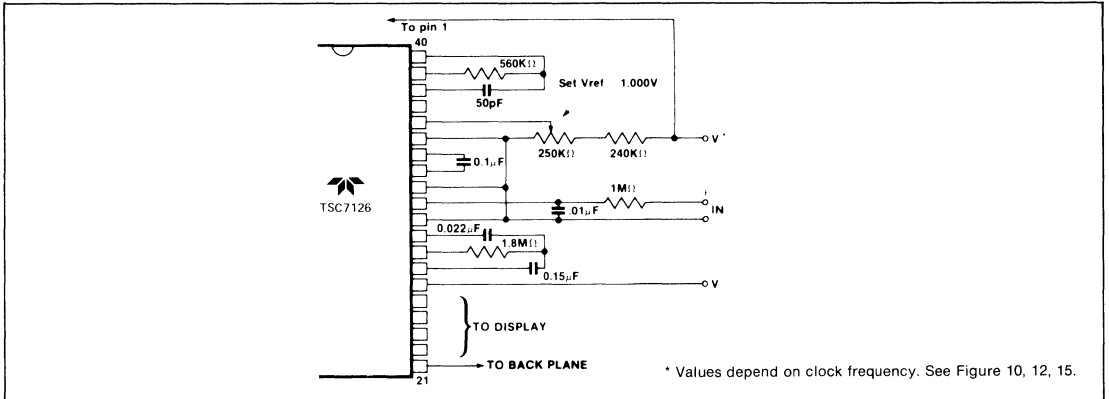 To pin 1
40
560KΩ
50pF
Set Vref 1.000V
250KΩ
240KΩ
V+
0.1μF
TSC7126
1MΩ
+
IN
.01μF
0.022μF
1.8MΩ
0.15μF
V
TO DISPLAY
TO BACK PLANE
21
* Values depend on clock frequency. See Figure 10, 12, 15.